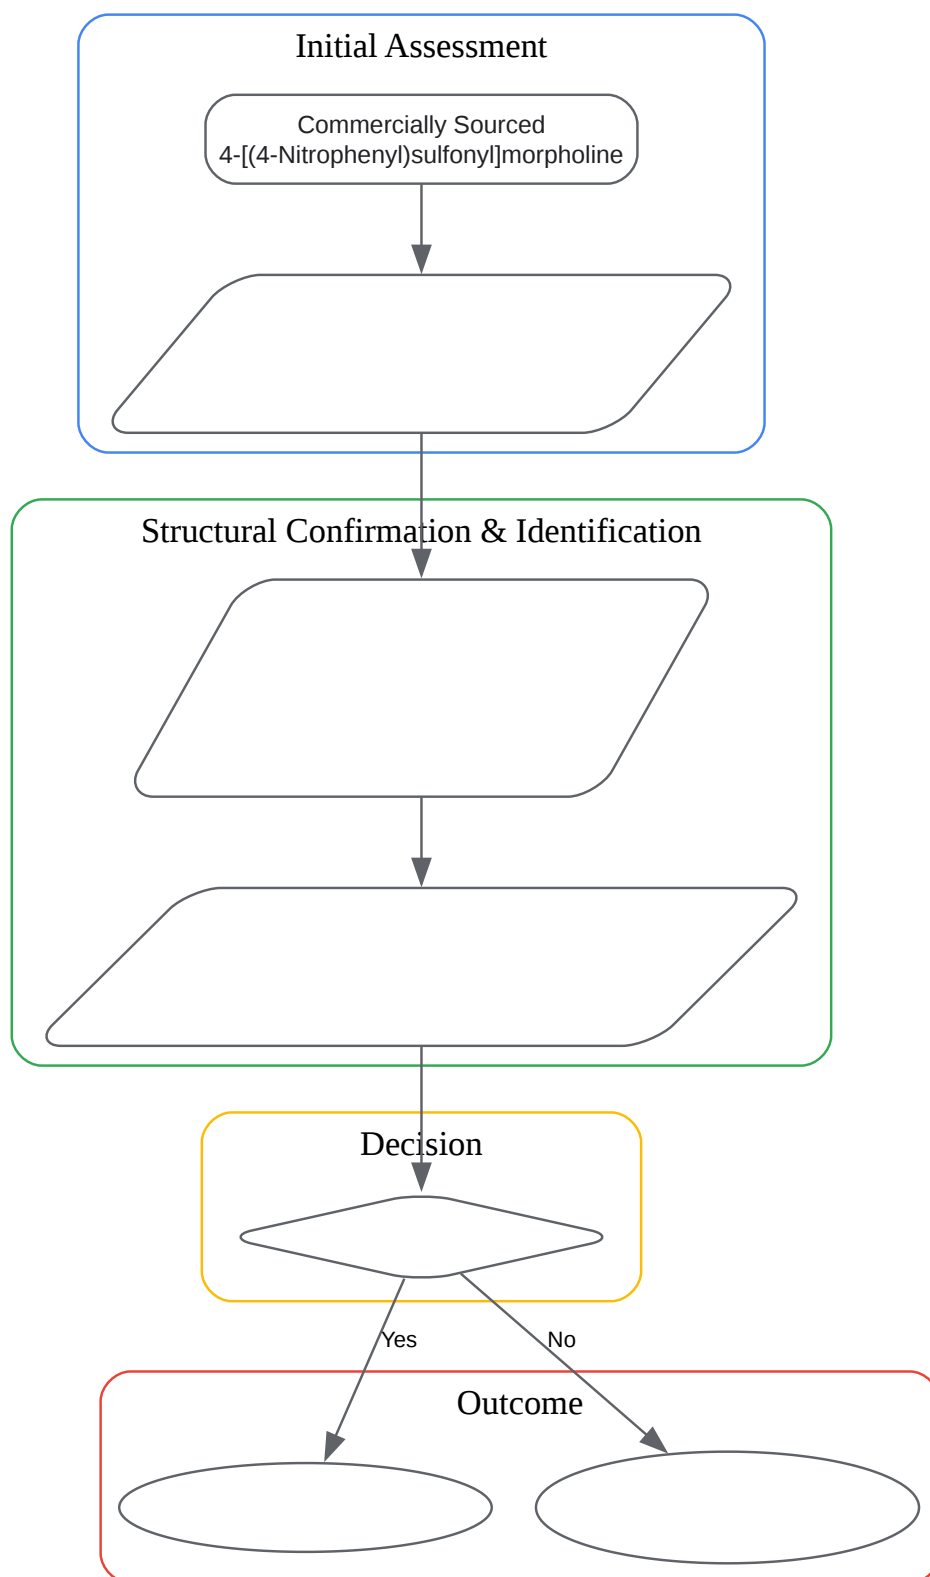 Initial Assessment
Commercially Sourced
4-[(4-Nitrophenyl)sulfonyl]morpholine
Structural Confirmation & Identification
Decision
Yes
No
Outcome